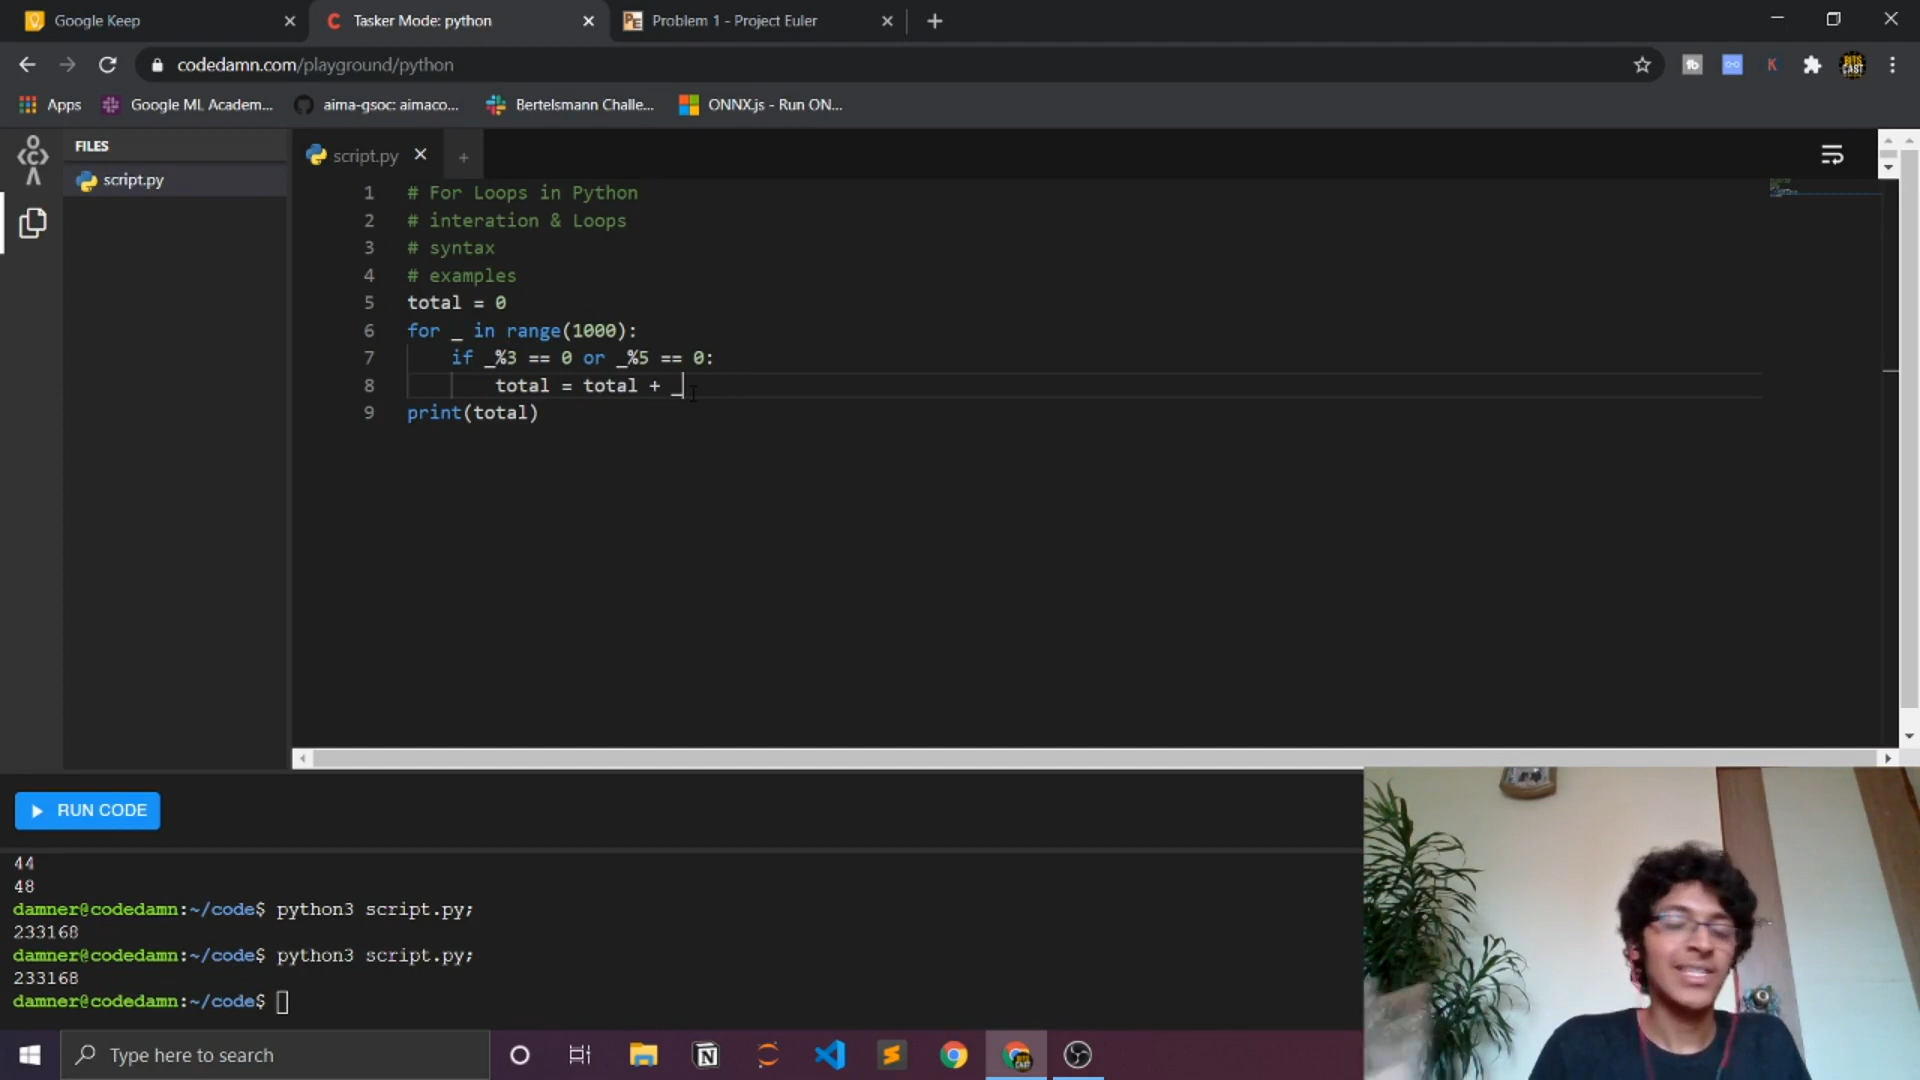 Google Keep
Tasker Mode: python
Problem 1 - Project Euler
codedamn.com/playground/python
Apps
Google ML Academ...
aima-gsoc: aimaco...
Bertelsmann Challe...
ONNX.js - Run ON...
FILES
script.py
script.py
1 # For Loops in Python
2 # interation & Loops
3 # syntax
4 # examples
5 total = 0
6 for _ in range(1000):
7 if _%3 == 0 or _%5 == 0:
8 total = total + _
9 print(total)
RUN CODE
44
48
damner@codedamn:~/code$ python3 script.py;
233168
damner@codedamn:~/code$ python3 script.py;
233168
damner@codedamn:~/code$
Type here to search